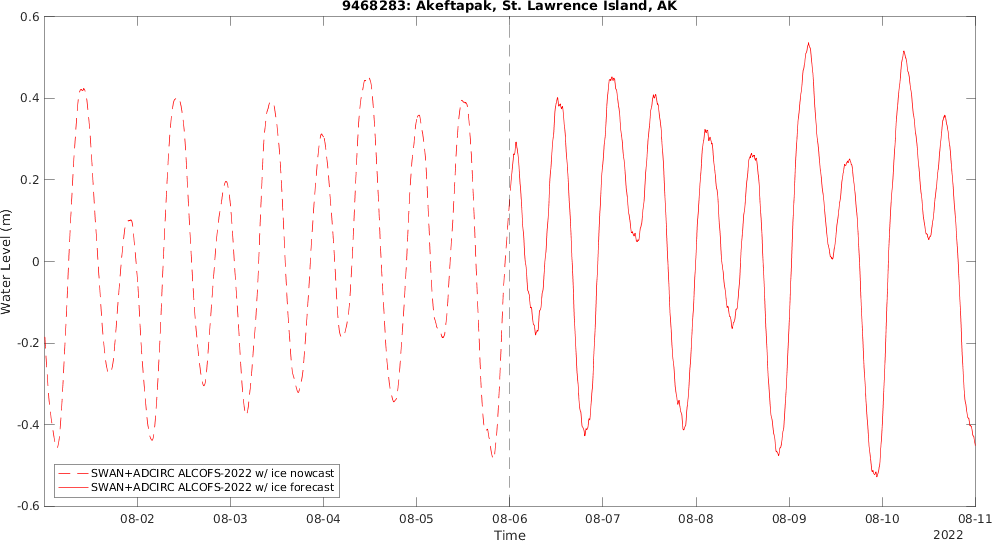 9468283: Akeftapak, St. Lawrence Island, AK
0.6
0.4
0.2
0
-0.2
-0.4
-0.6
Water Level (m)
SWAN+ADCIRC ALCOFS-2022 w/ ice nowcast
SWAN+ADCIRC ALCOFS-2022 w/ ice forecast
08-02 08-03 08-04 08-05 08-06 08-07 08-08 08-09 08-10 08-11
Time
2022